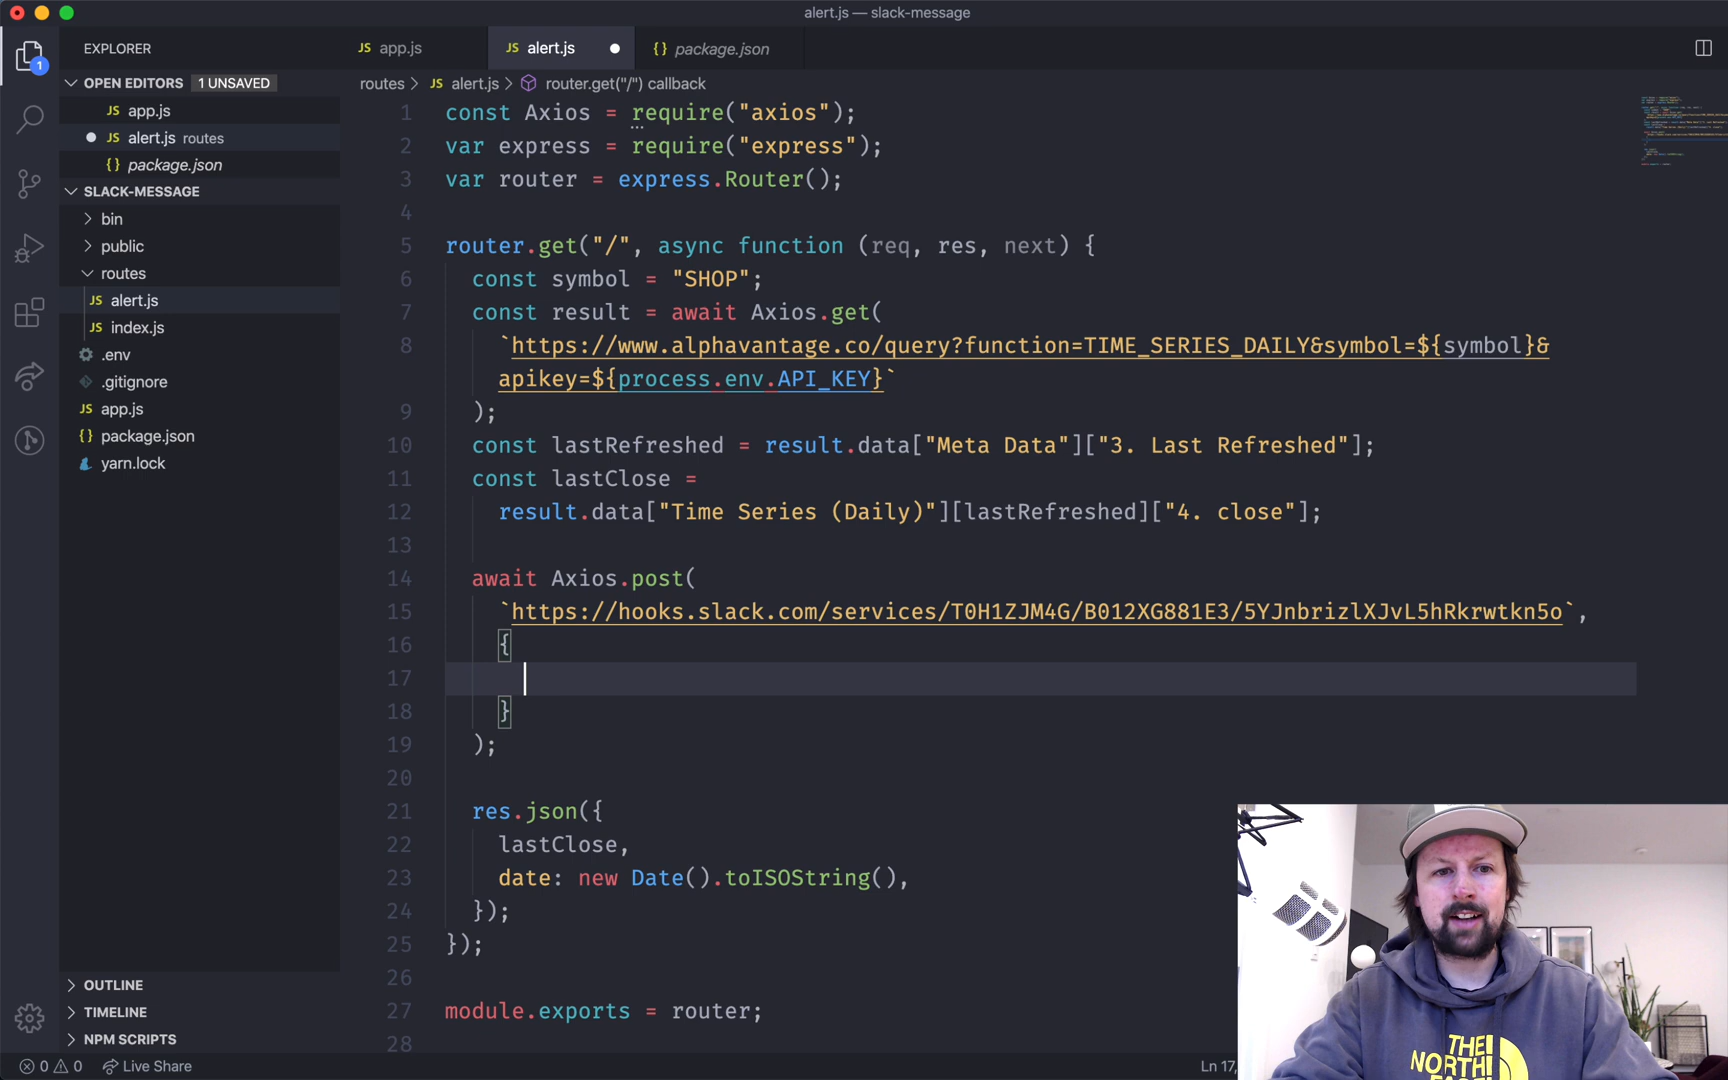 alert.js — slack-message
EXPLORER
JS app.js
JS alert.js
{} package.json
1
OPEN EDITORS 1 UNSAVED
JS app.js
JS alert.js routes
{} package.json
SLACK-MESSAGE
bin
public
routes
JS alert.js
JS index.js
.env
.gitignore
JS app.js
{} package.json
yarn.lock
OUTLINE
TIMELINE
NPM SCRIPTS
routes > JS alert.js > router.get("/") callback
1 const Axios = require("axios");
2 var express = require("express");
3 var router = express.Router();
4
5 router.get("/", async function (req, res, next) {
6 const symbol = "SHOP";
7 const result = await Axios.get(
8 `https://www.alphavantage.co/query?function=TIME_SERIES_DAILY&symbol=${symbol}&
apikey=${process.env.API_KEY}`
9 );
10 const lastRefreshed = result.data["Meta Data"]["3. Last Refreshed"];
11 const lastClose =
12 result.data["Time Series (Daily)"][lastRefreshed]["4. close"];
13
14 await Axios.post(
15 `https://hooks.slack.com/services/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`,
16 {
17
18 }
19 );
20
21 res.json({
22 lastClose,
23 date: new Date().toISOString(),
24 });
25 });
26
27 module.exports = router;
28
0 0 Live Share
Ln 17,
THE
NORTH